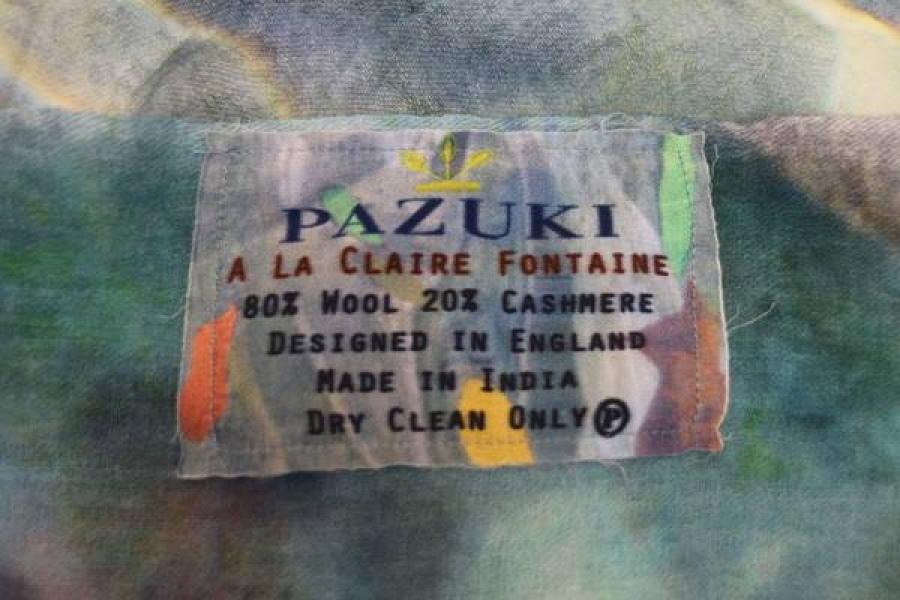 PAZUKI
A LA CLAIRE FONTAINE
80% WOOL 20% CASHMERE
DESIGNED IN ENGLAND
MADE IN INDIA
DRY CLEAN ONLY Ⓟ